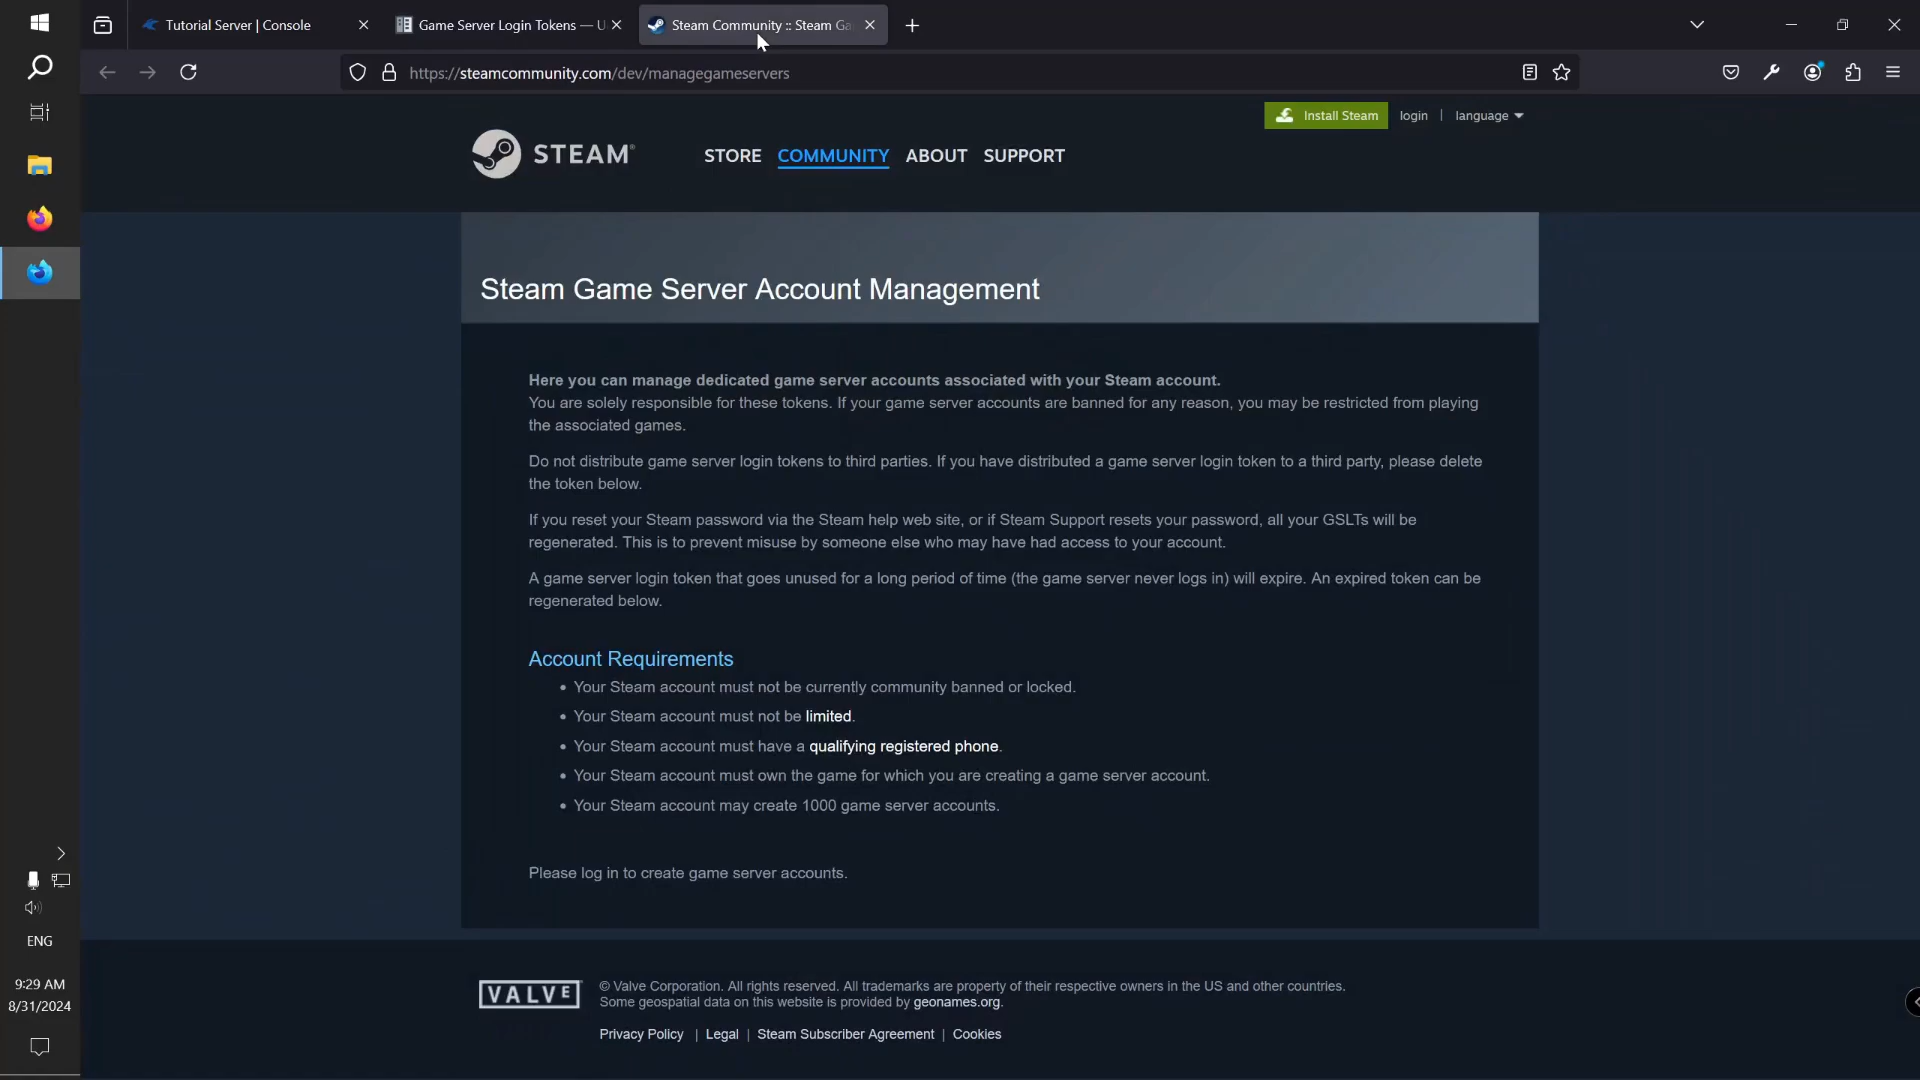 Tutorial Server | Console
Game Server Login Tokens — U
Steam Community :: Steam Ga
https://steamcommunity.com/dev/managegameservers
Install Steam
login
|
language
STEAM®
STORE
COMMUNITY
ABOUT
SUPPORT
Steam Game Server Account Management
Here you can manage dedicated game server accounts associated with your Steam account.
You are solely responsible for these tokens. If your game server accounts are banned for any reason, you may be restricted from playing
the associated games.
Do not distribute game server login tokens to third parties. If you have distributed a game server login token to a third party, please delete
the token below.
If you reset your Steam password via the Steam help web site, or if Steam Support resets your password, all your GSLTs will be
regenerated. This is to prevent misuse by someone else who may have had access to your account.
A game server login token that goes unused for a long period of time (the game server never logs in) will expire. An expired token can be
regenerated below.
Account Requirements
• Your Steam account must not be currently community banned or locked.
• Your Steam account must not be limited.
• Your Steam account must have a qualifying registered phone.
• Your Steam account must own the game for which you are creating a game server account.
• Your Steam account may create 1000 game server accounts.
Please log in to create game server accounts.
ENG
9:29 AM
8/31/2024
VALVE
© Valve Corporation. All rights reserved. All trademarks are property of their respective owners in the US and other countries.
Some geospatial data on this website is provided by geonames.org.
Privacy Policy | Legal | Steam Subscriber Agreement | Cookies